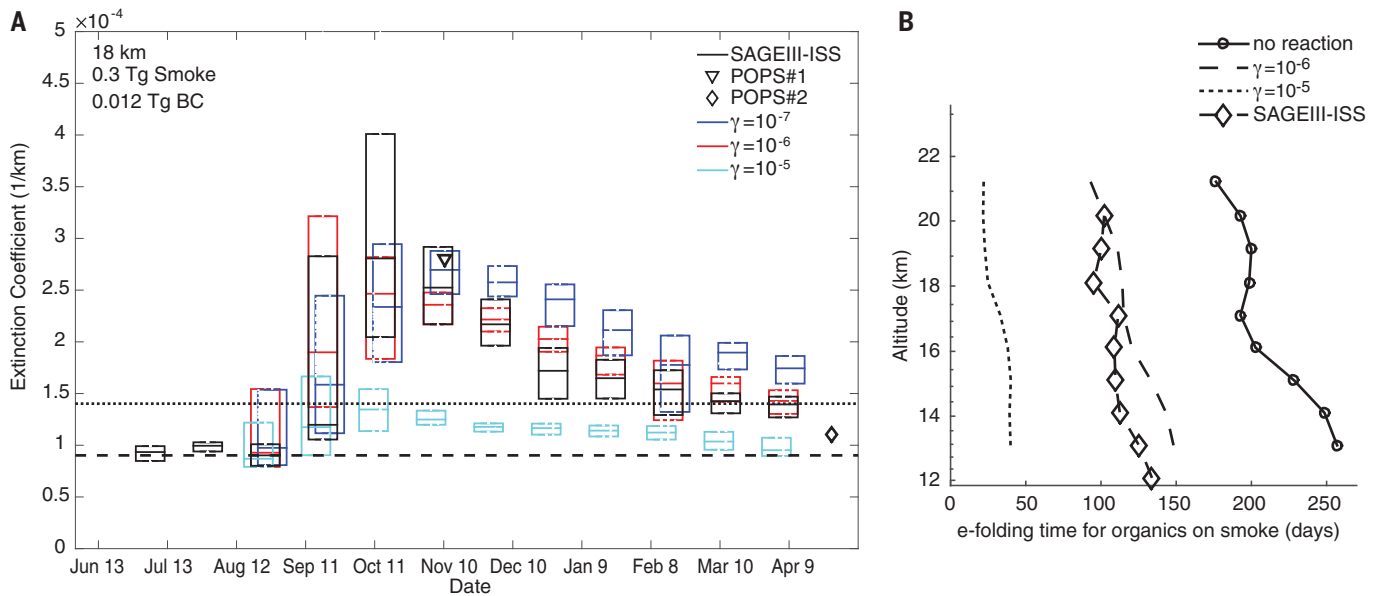 A
×10⁻⁴
5
4.5
4
3.5
3
2.5
2
1.5
1
0.5
0
Extinction Coefficient (1/km)
18 km
0.3 Tg Smoke
0.012 Tg BC
SAGEIII-ISS
POPS#1
POPS#2
γ=10⁻⁷
γ=10⁻⁶
γ=10⁻⁵
Jun 13 Jul 13 Aug 12 Sep 11 Oct 11 Nov 10 Dec 10 Jan 9 Feb 8 Mar 10 Apr 9
Date
B
no reaction
γ=10⁻⁶
γ=10⁻⁵
SAGEIII-ISS
22
20
18
16
14
12
Altitude (km)
0 50 100 150 200 250
e-folding time for organics on smoke (days)